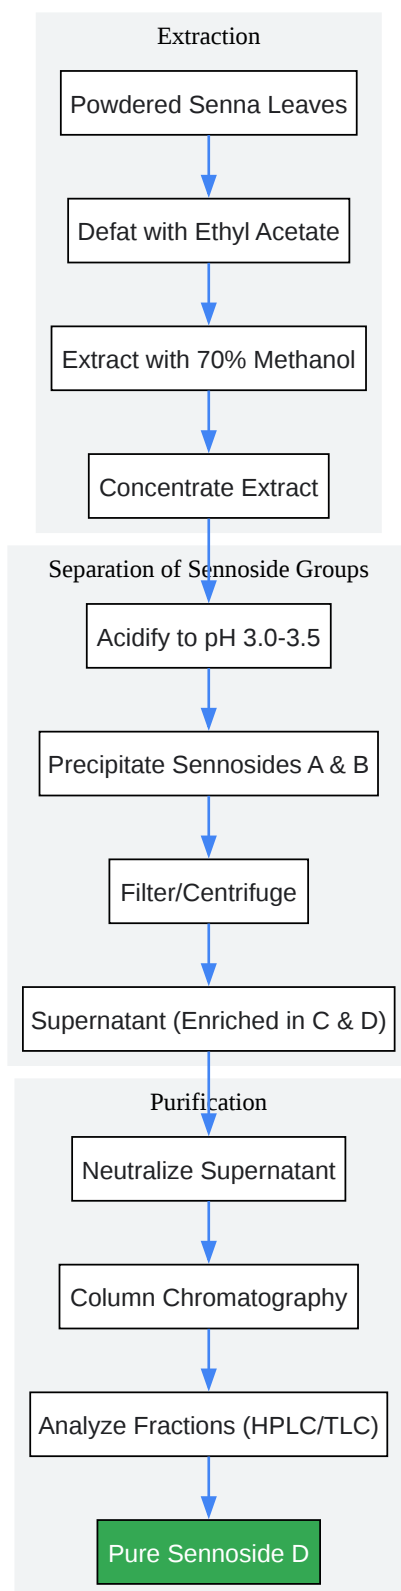 Extraction
Powdered Senna Leaves
Defat with Ethyl Acetate
Extract with 70% Methanol
Concentrate Extract
Separation of Sennoside Groups
Acidify to pH 3.0-3.5
Precipitate Sennosides A & B
Filter/Centrifuge
Supernatant (Enriched in C & D)
Purification
Neutralize Supernatant
Column Chromatography
Analyze Fractions (HPLC/TLC)
Pure Sennoside D